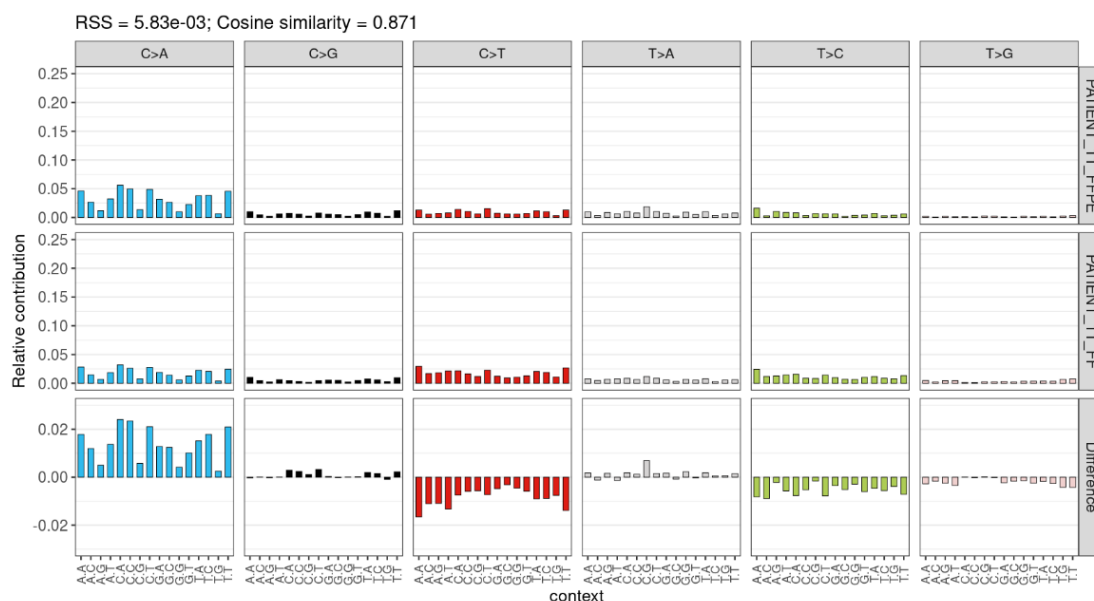 RSS = 5.83e-03; Cosine similarity = 0.871
C>A C>G C>T T>A T>C T>G
0.25
0.20
0.15
0.10
0.05
0.00
PATIENT_11_FFPE
0.25
0.20
0.15
0.10
0.05
0.00
PATIENT_11_FF
0.02
0.00
-0.02
Difference
Relative contribution
A.A A.C A.G A.T C.A C.C C.G C.T G.A G.C G.G G.T T.A T.C T.G T.T
A.A A.C A.G A.T C.A C.C C.G C.T G.A G.C G.G G.T T.A T.C T.G T.T
A.A A.C A.G A.T C.A C.C C.G C.T G.A G.C G.G G.T T.A T.C T.G T.T
A.A A.C A.G A.T C.A C.C C.G C.T G.A G.C G.G G.T T.A T.C T.G T.T
A.A A.C A.G A.T C.A C.C C.G C.T G.A G.C G.G G.T T.A T.C T.G T.T
A.A A.C A.G A.T C.A C.C C.G C.T G.A G.C G.G G.T T.A T.C T.G T.T
context